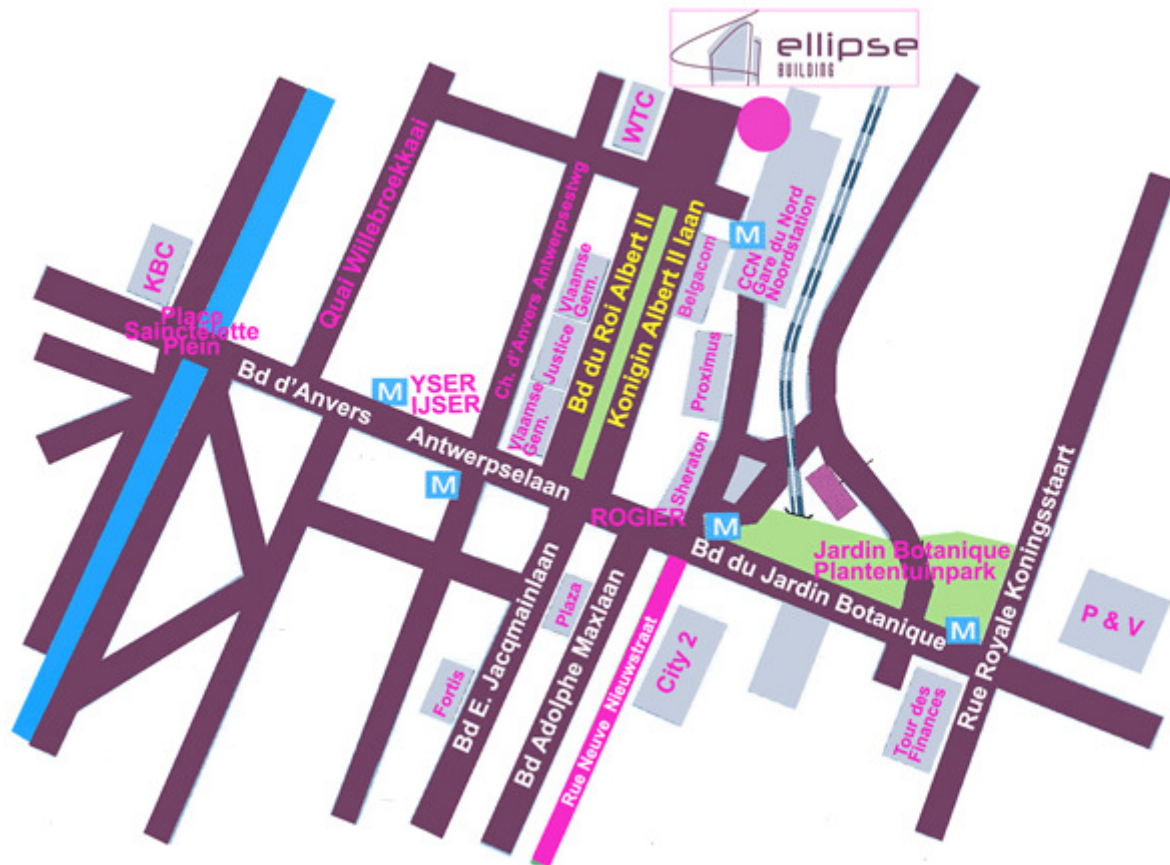 ellipse
BUILDING
WTC
Quai Willebroekkaai
Ch. d'Anvers Antwerpsestwg
KBC
Place
Sainctelette
Plein
Bd d'Anvers
Antwerpselaan
M
YSER
IJSER
M
Vlaamse
Gem.
Justice
Vlaamse
Gem.
Bd du Roi Albert II
Konigin Albert II laan
Belgacom
M
CCN
Gare du Nord
Noordstation
Proximus
Sheraton
ROGIER
M
Bd du Jardin Botanique
Jardin Botanique
Plantentuinpark
M
Rue Royale Koningsstaart
P & V
Tour des
Finances
City 2
Rue Neuve Nieuwstraat
Plaza
Bd Adolphe Maxlaan
Bd E. Jacqmainlaan
Fortis